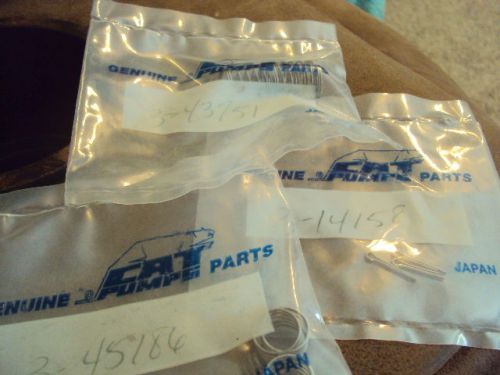 GENUINE CAT PUMPS PARTS
3-43751
GENUINE CAT PUMPS PARTS
3-14158
JAPAN
GENUINE CAT PUMPS PARTS
3-45186
JAPAN